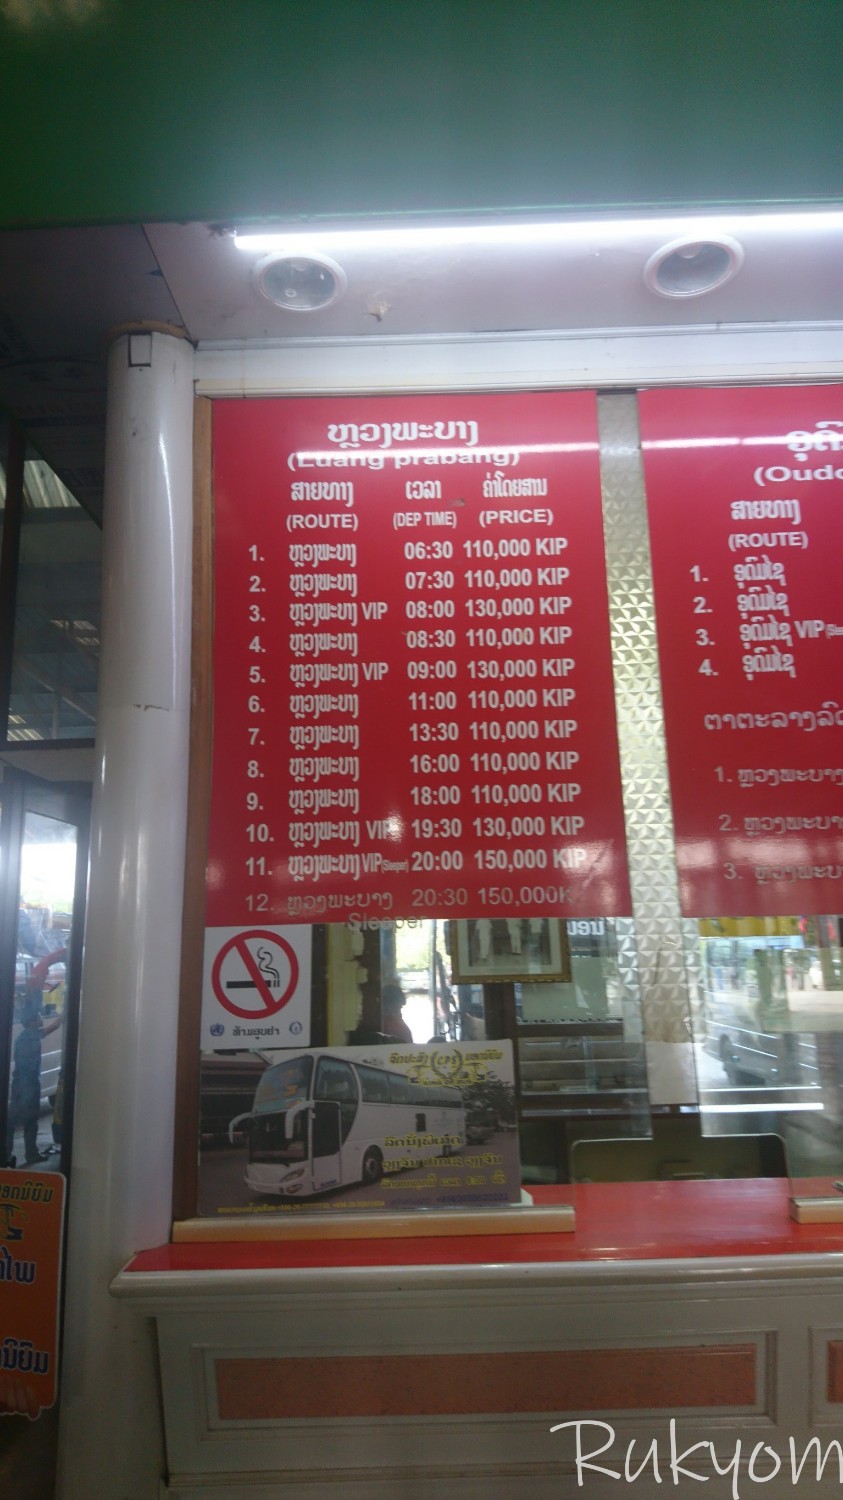 ຫຼວງພະບາງ
(Luang prabang)
ສາຍທາງ ເວລາ ຄ່າໂດຍສານ
(ROUTE) (DEP TIME) (PRICE)
1. ຫຼວງພະບາງ 06:30 110,000 KIP
2. ຫຼວງພະບາງ 07:30 110,000 KIP
3. ຫຼວງພະບາງ VIP 08:00 130,000 KIP
4. ຫຼວງພະບາງ 08:30 110,000 KIP
5. ຫຼວງພະບາງ VIP 09:00 130,000 KIP
6. ຫຼວງພະບາງ 11:00 110,000 KIP
7. ຫຼວງພະບາງ 13:30 110,000 KIP
8. ຫຼວງພະບາງ 16:00 110,000 KIP
9. ຫຼວງພະບາງ 18:00 110,000 KIP
10. ຫຼວງພະບາງ VIP 19:30 130,000 KIP
11. ຫຼວງພະບາງ VIP (Sleeper) 20:00 150,000 KIP
12. ຫຼວງພະບາງ 20:30 150,000K
Sleeper
ສາຍທາງ
(ROUTE)
1. ອຸດົມໄຊ
2. ອຸດົມໄຊ
3. ອຸດົມໄຊ VIP
4. ອຸດົມໄຊ
1. ຫຼວງພະບາງ
2. ຫຼວງພະບາງ
3. ຫຼວງພະບາງ
ຫ້າມສູບຢາ
ນິຍົມ
Rukyom